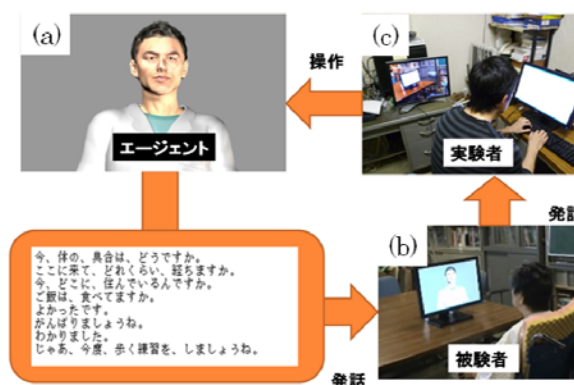 (a)
エージェント
操作
(c)
実験者
今、体の、具合は、どうですか。
ここに来て、どれくらい、経ちますか。
今、どこに、住んでいるんですか。
ご飯は、食べてますか。
よかったです。
がんばりましょうね。
わかりました。
じゃあ、今度、歩く練習を、しましょうね。
発話
(b)
被験者
発話